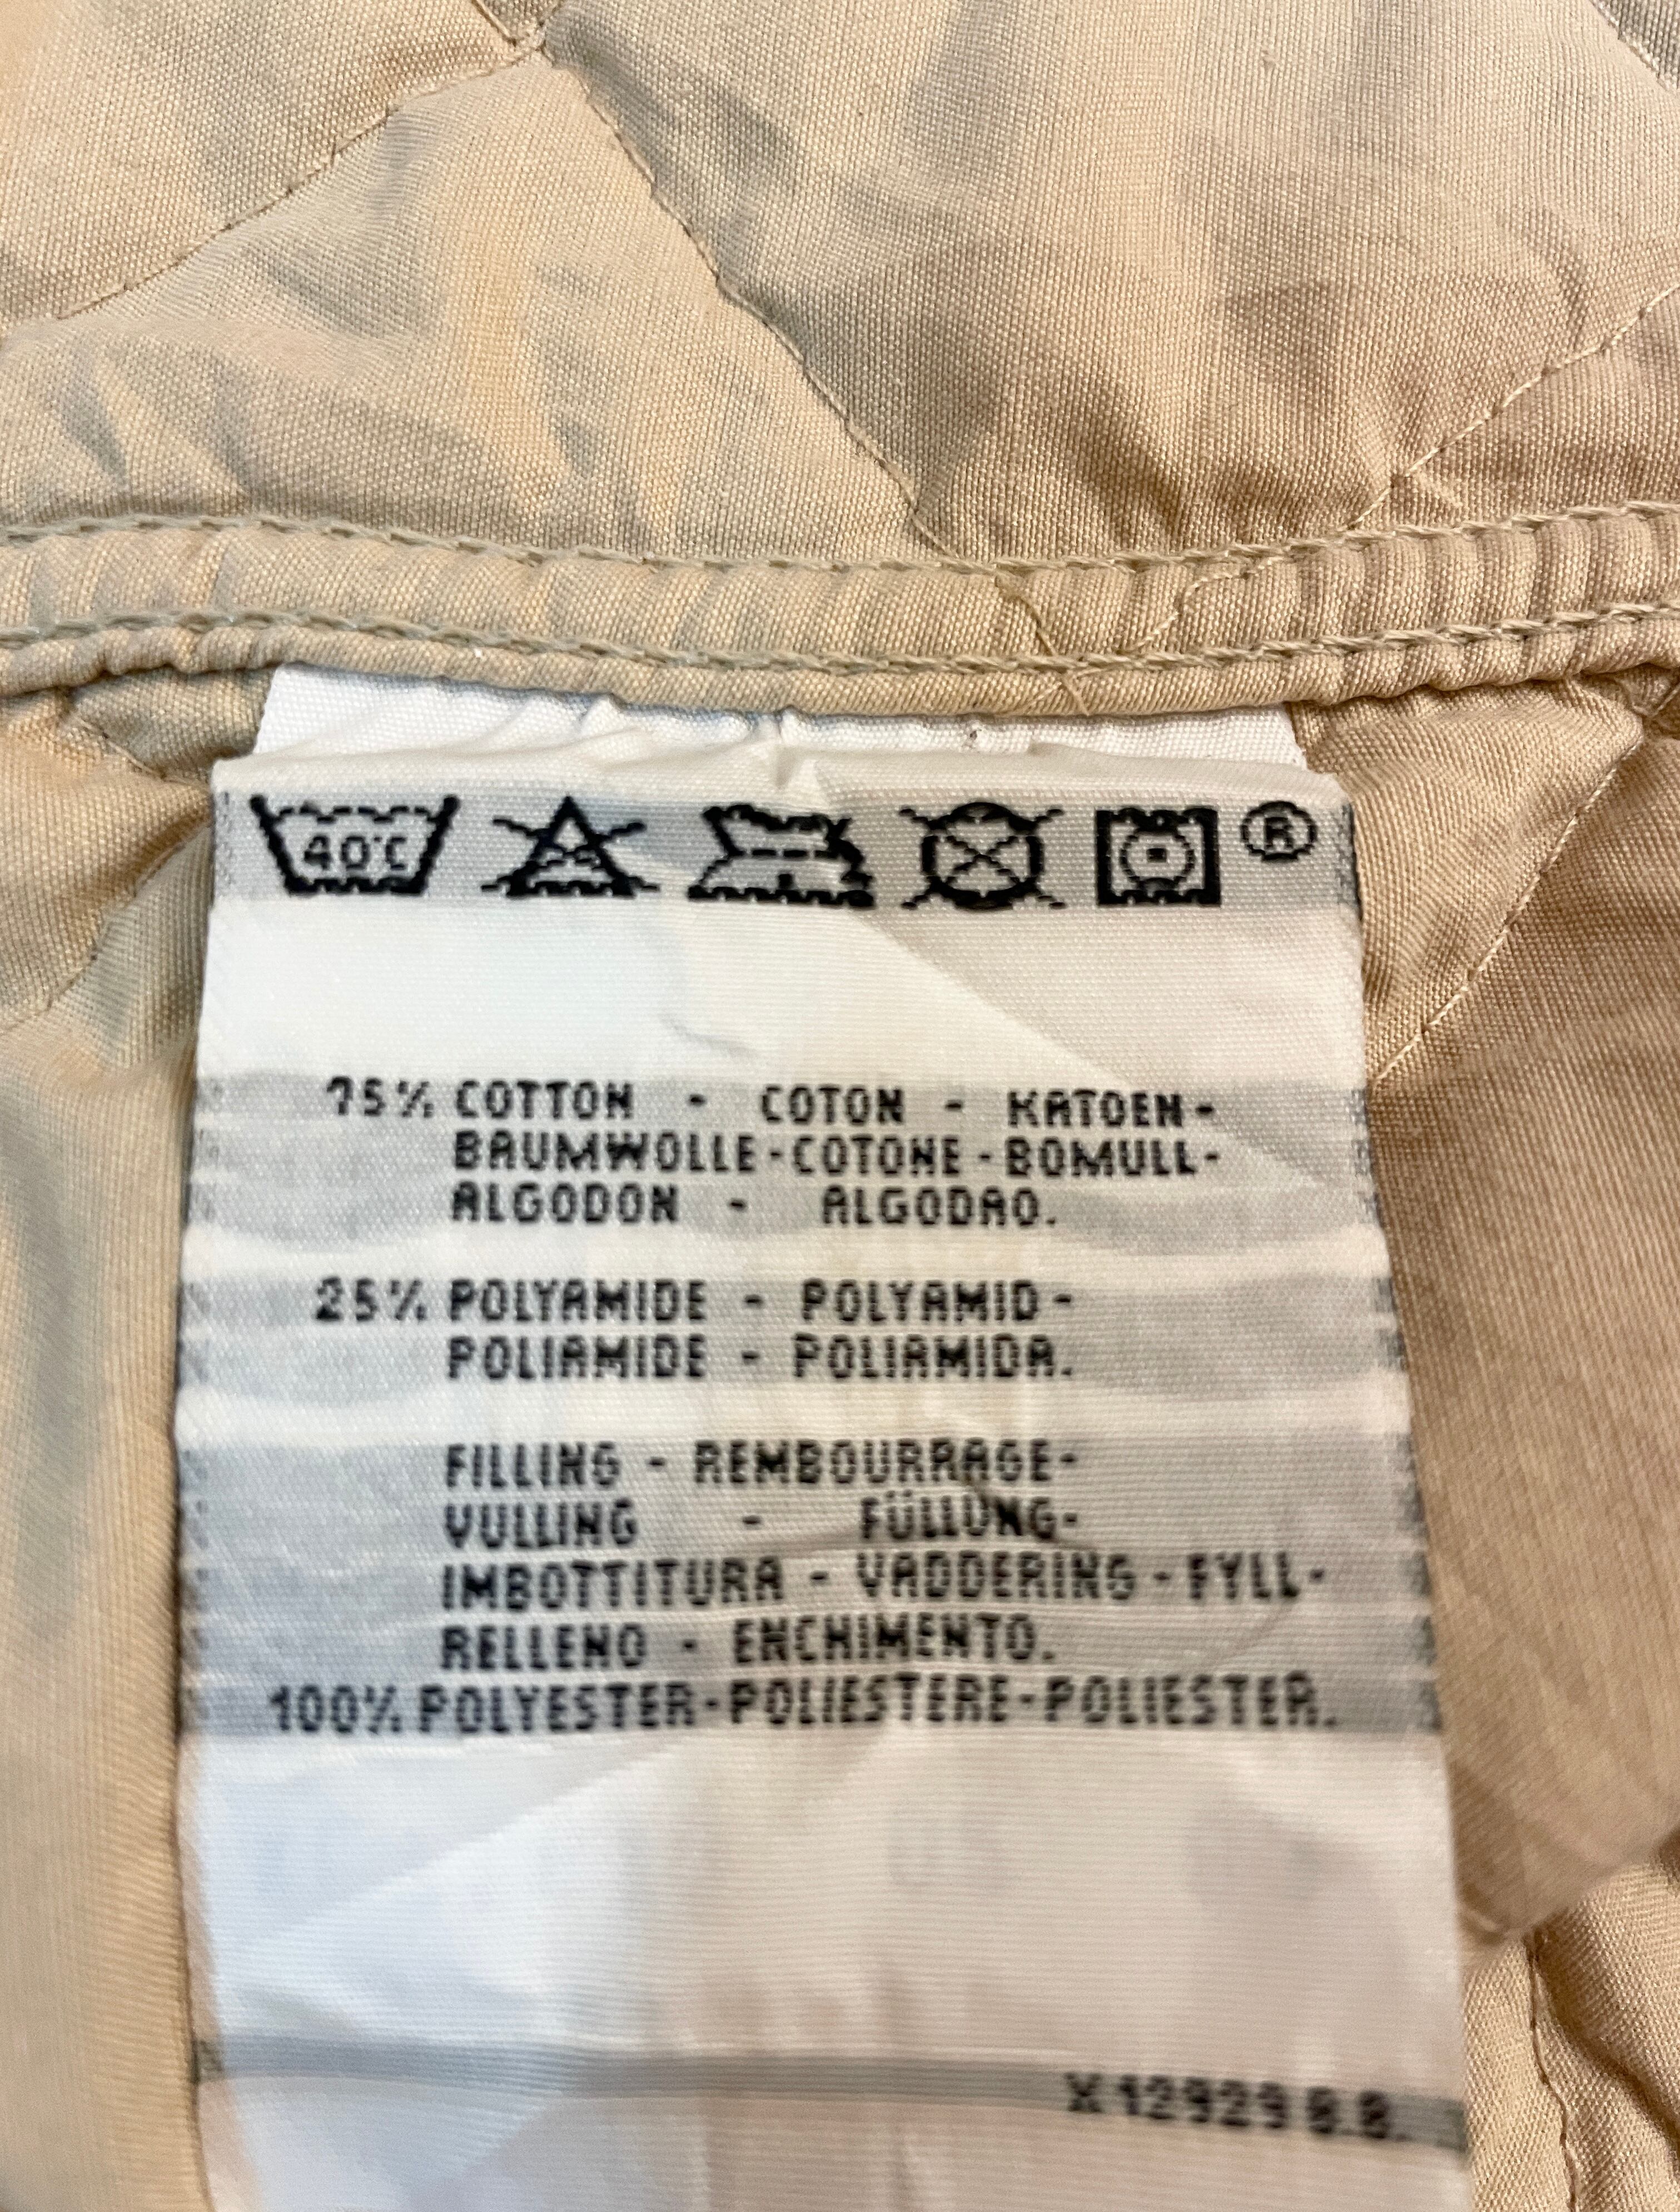 40°C ®
75% COTTON - COTON - KATOEN-
BAUMWOLLE-COTONE-BOMULL-
ALGODON - ALGODAO.
25% POLYAMIDE - POLYAMID-
POLIAMIDE - POLIAMIDA.
FILLING - REMBOURRAGE-
VULLING - FÜLLUNG-
IMBOTTITURA - VADDERING-FYLL-
RELLENO - ENCHIMENTO.
100% POLYESTER-POLIESTERE-POLIESTER.
X12929